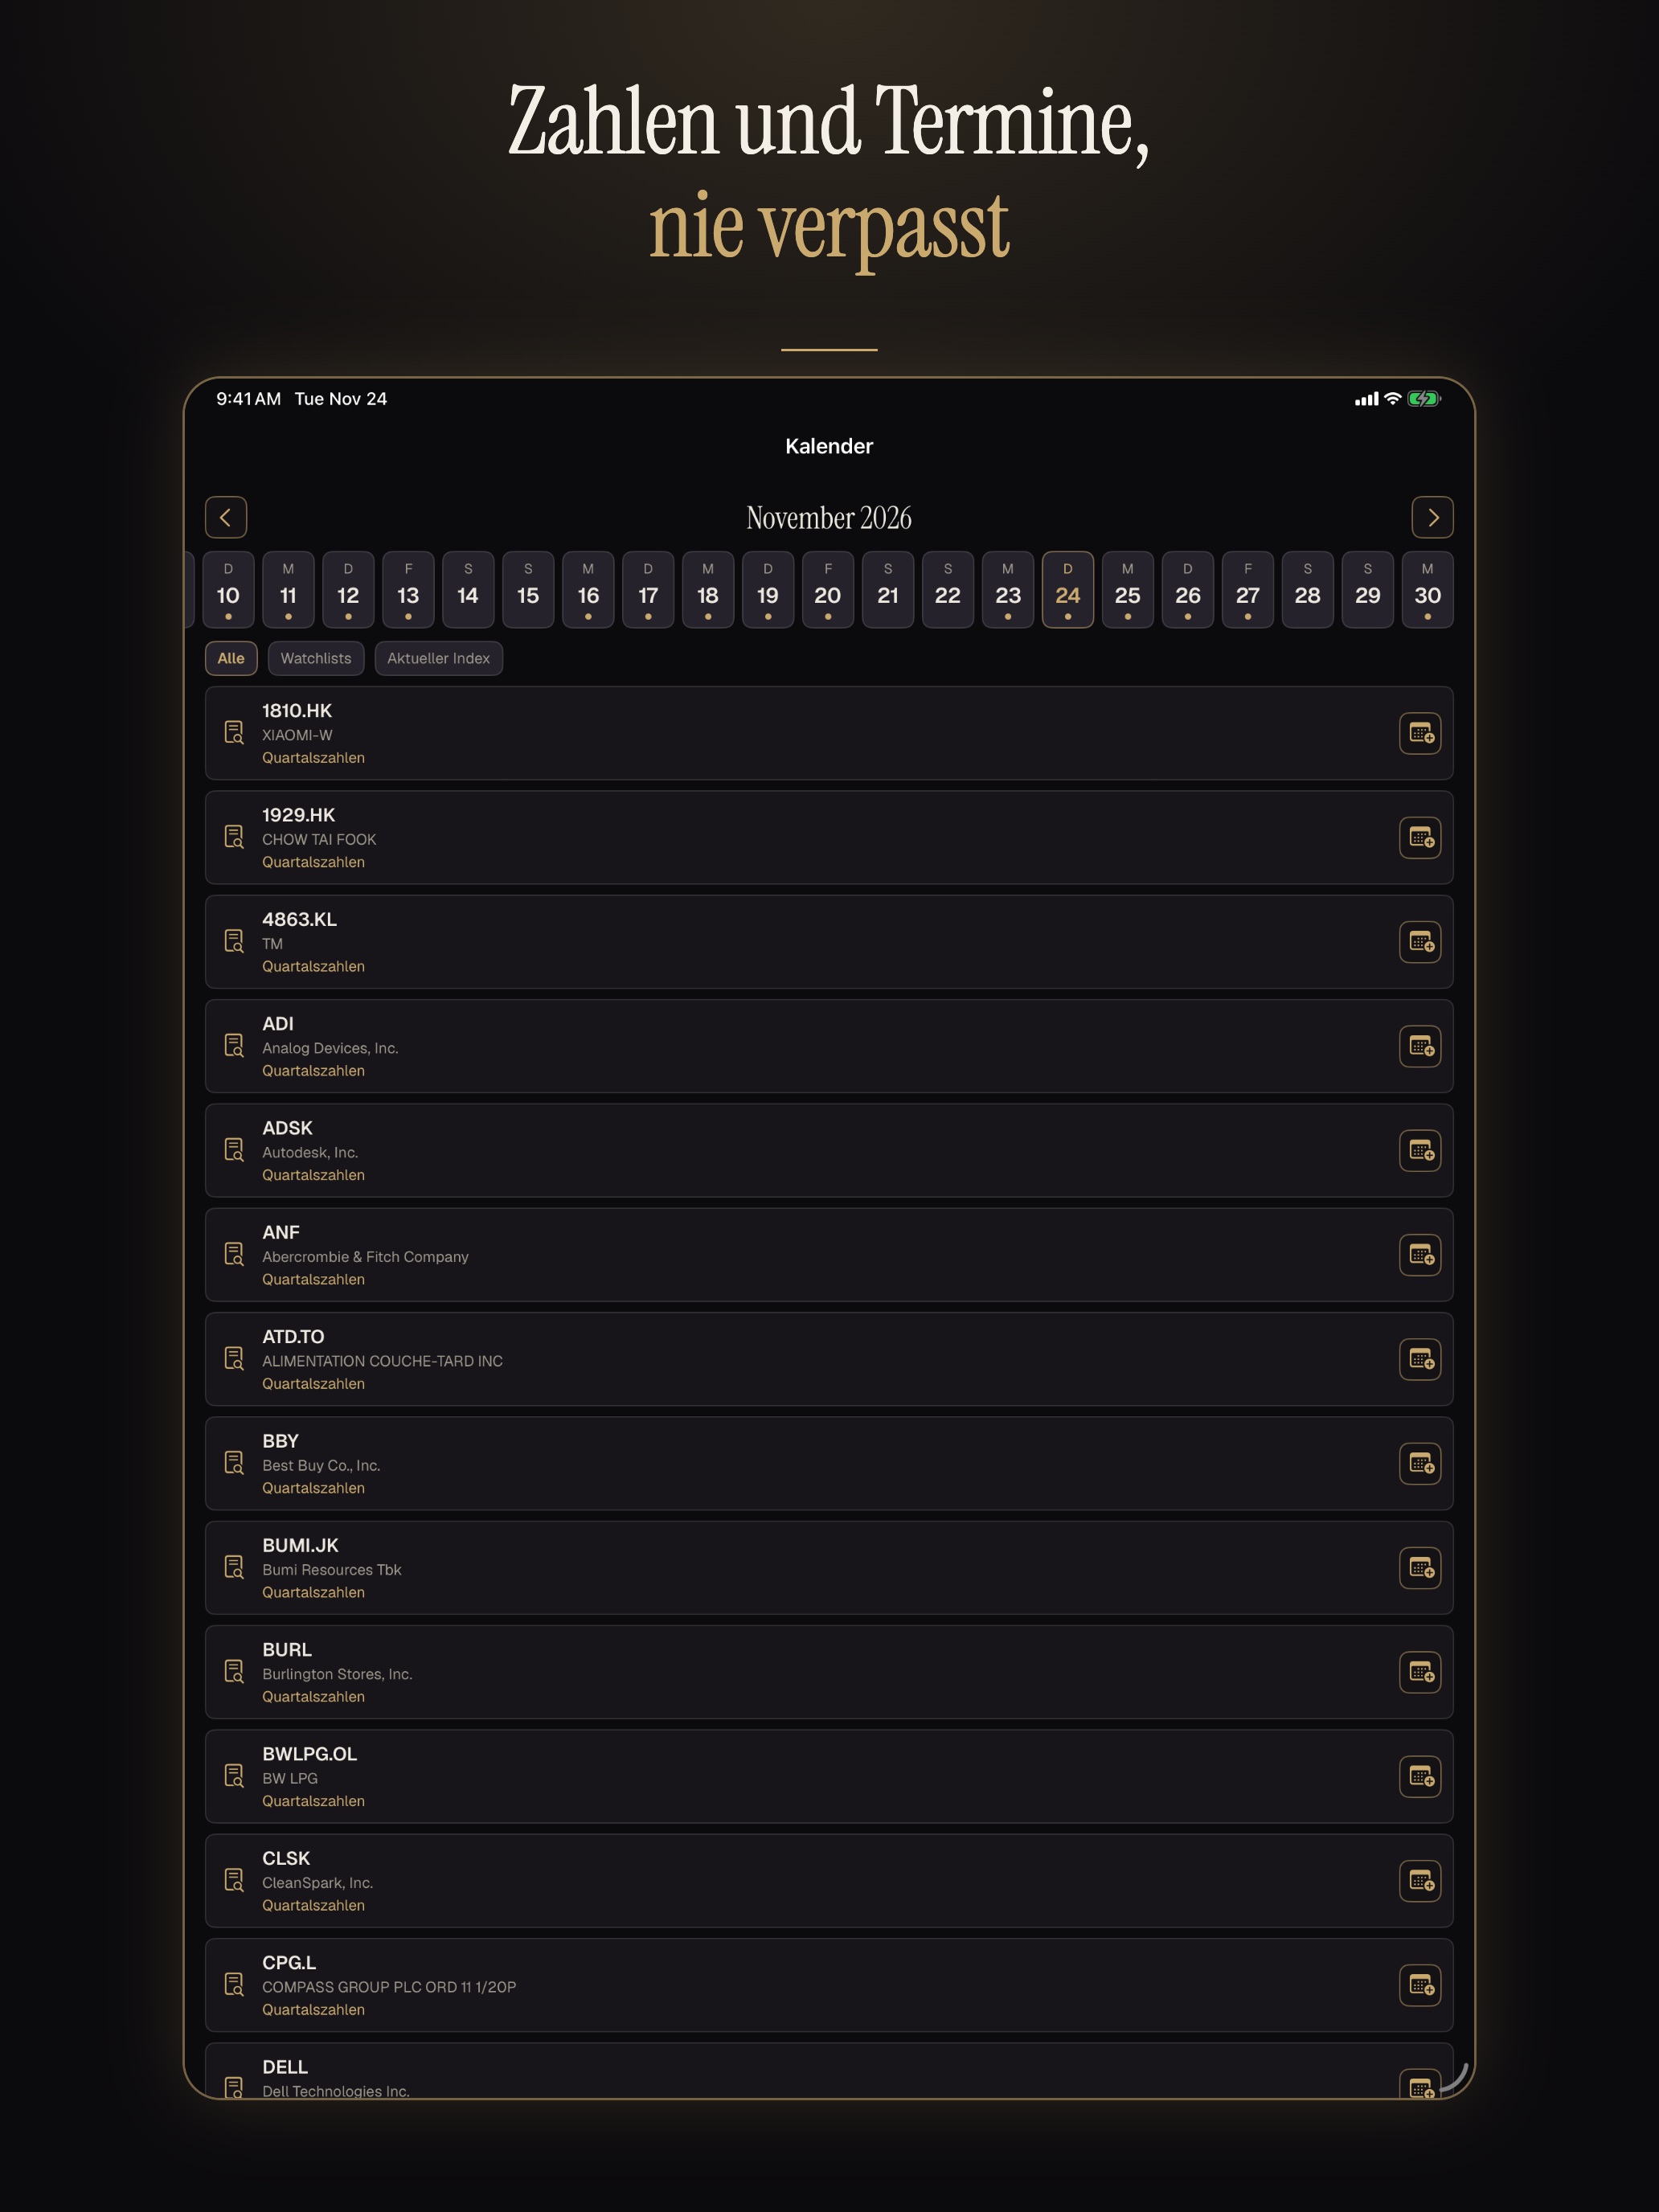 Zahlen und Termine,
nie verpasst
9:41 AM Tue Nov 24
Kalender
November 2026
D M D F S S M D M D F S S M D M D F S S M
10 11 12 13 14 15 16 17 18 19 20 21 22 23 24 25 26 27 28 29 30
Alle Watchlists Aktueller Index
1810.HK
XIAOMI-W
Quartalszahlen
1929.HK
CHOW TAI FOOK
Quartalszahlen
4863.KL
TM
Quartalszahlen
ADI
Analog Devices, Inc.
Quartalszahlen
ADSK
Autodesk, Inc.
Quartalszahlen
ANF
Abercrombie & Fitch Company
Quartalszahlen
ATD.TO
ALIMENTATION COUCHE-TARD INC
Quartalszahlen
BBY
Best Buy Co., Inc.
Quartalszahlen
BUMI.JK
Bumi Resources Tbk
Quartalszahlen
BURL
Burlington Stores, Inc.
Quartalszahlen
BWLPG.OL
BW LPG
Quartalszahlen
CLSK
CleanSpark, Inc.
Quartalszahlen
CPG.L
COMPASS GROUP PLC ORD 11 1/20P
Quartalszahlen
DELL
Dell Technologies Inc.